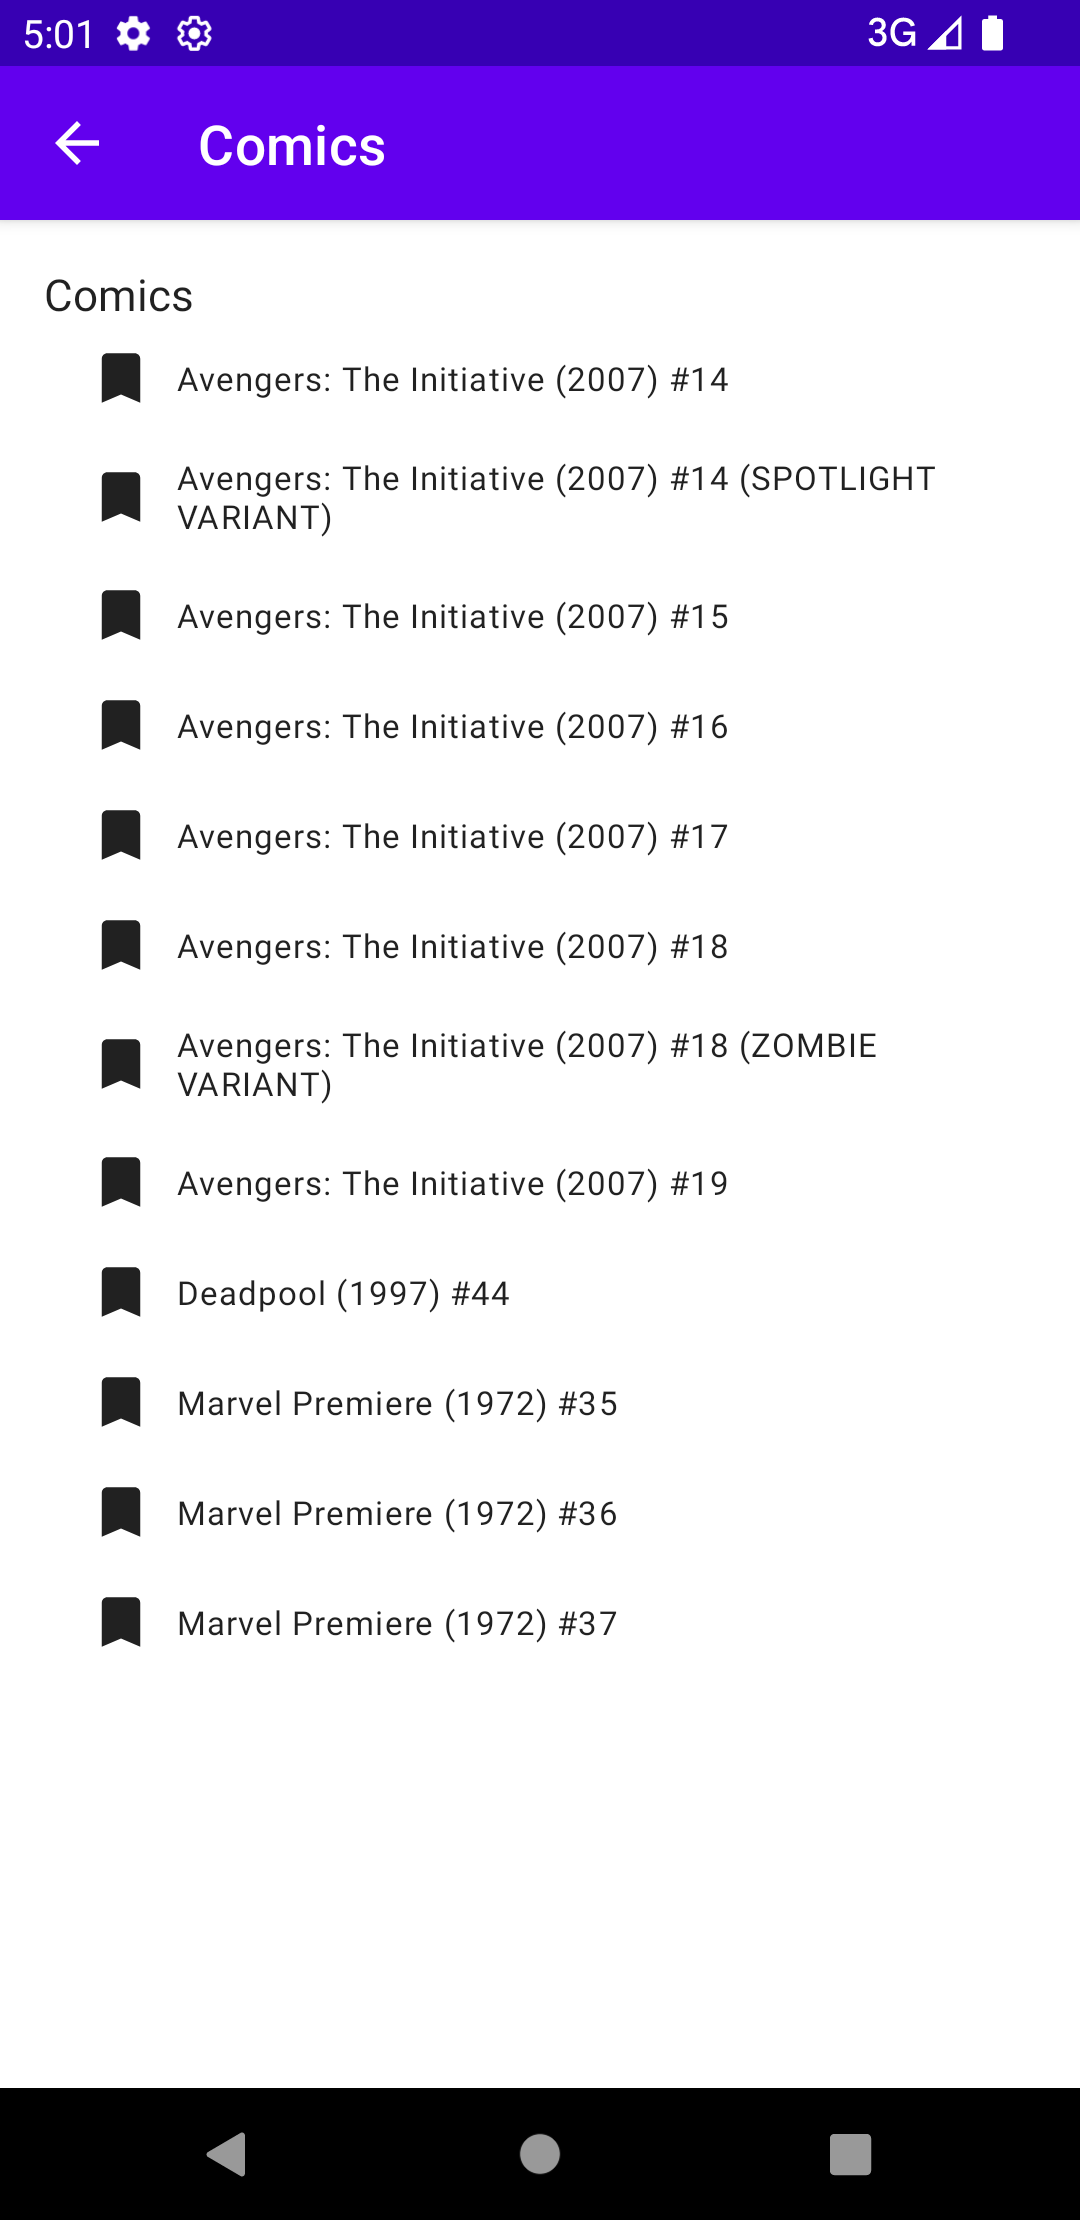 5:01
3G
Comics
Comics
Avengers: The Initiative (2007) #14
Avengers: The Initiative (2007) #14 (SPOTLIGHT
VARIANT)
Avengers: The Initiative (2007) #15
Avengers: The Initiative (2007) #16
Avengers: The Initiative (2007) #17
Avengers: The Initiative (2007) #18
Avengers: The Initiative (2007) #18 (ZOMBIE
VARIANT)
Avengers: The Initiative (2007) #19
Deadpool (1997) #44
Marvel Premiere (1972) #35
Marvel Premiere (1972) #36
Marvel Premiere (1972) #37